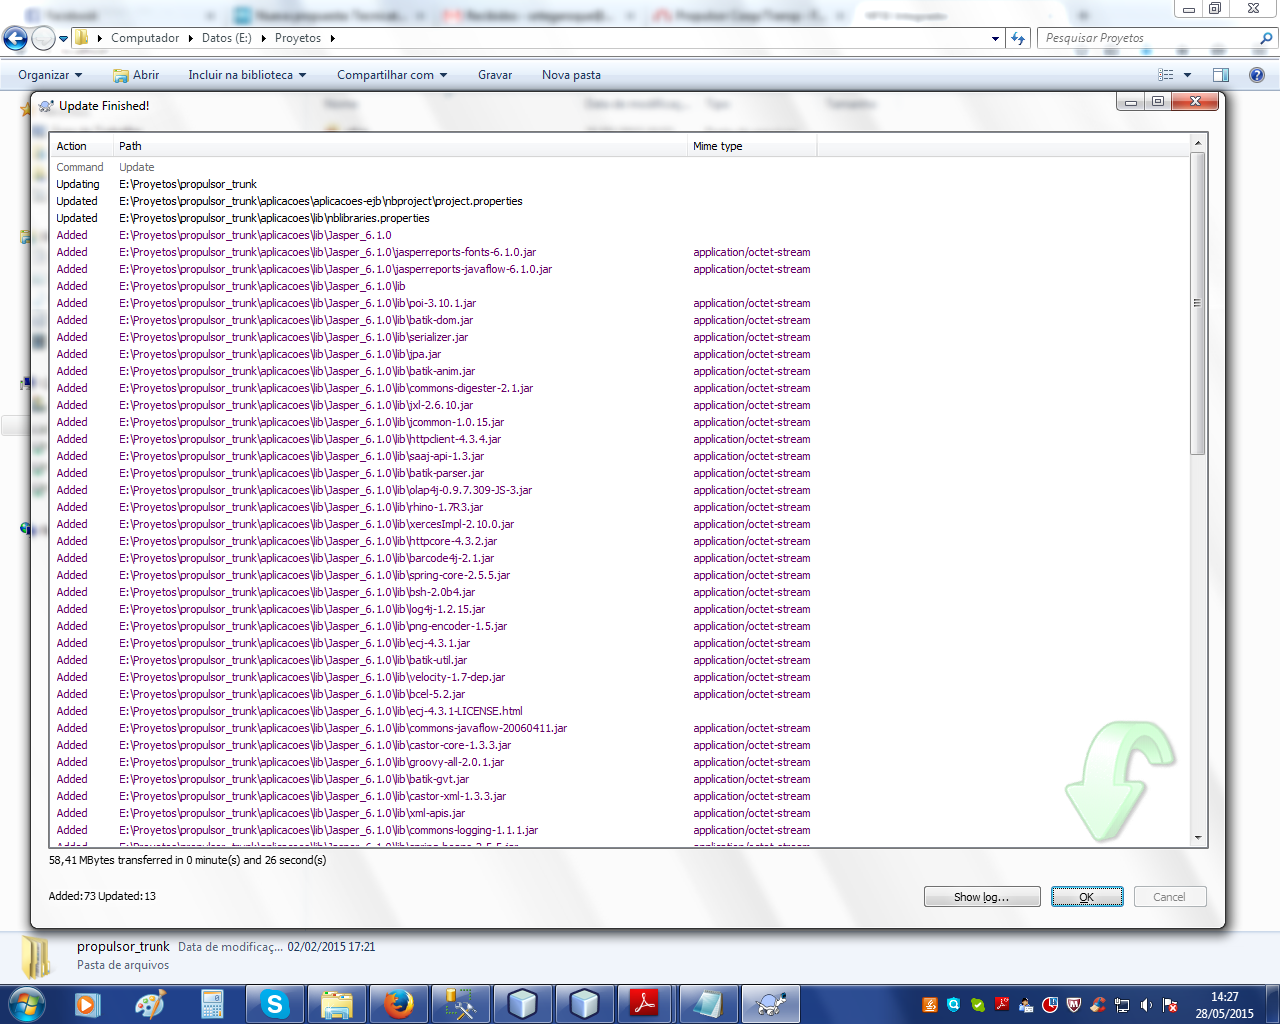 Computador
Datos (E:)
Proyetos
Pesquisar Proyetos
Organizar
Abrir
Incluir na biblioteca
Compartilhar com
Gravar
Nova pasta
Update Finished!
Action Path Mime type
Command Update
Updating E:\Proyetos\propulsor_trunk
Updated E:\Proyetos\propulsor_trunk\aplicacoes\aplicacoes-ejb\nbproject\project.properties
Updated E:\Proyetos\propulsor_trunk\aplicacoes\lib\nblibraries.properties
Added E:\Proyetos\propulsor_trunk\aplicacoes\lib\Jasper_6.1.0
Added E:\Proyetos\propulsor_trunk\aplicacoes\lib\Jasper_6.1.0\jasperreports-fonts-6.1.0.jar application/octet-stream
Added E:\Proyetos\propulsor_trunk\aplicacoes\lib\Jasper_6.1.0\jasperreports-javaflow-6.1.0.jar application/octet-stream
Added E:\Proyetos\propulsor_trunk\aplicacoes\lib\Jasper_6.1.0\lib
Added E:\Proyetos\propulsor_trunk\aplicacoes\lib\Jasper_6.1.0\lib\poi-3.10.1.jar application/octet-stream
Added E:\Proyetos\propulsor_trunk\aplicacoes\lib\Jasper_6.1.0\lib\batik-dom.jar application/octet-stream
Added E:\Proyetos\propulsor_trunk\aplicacoes\lib\Jasper_6.1.0\lib\serializer.jar application/octet-stream
Added E:\Proyetos\propulsor_trunk\aplicacoes\lib\Jasper_6.1.0\lib\jpa.jar application/octet-stream
Added E:\Proyetos\propulsor_trunk\aplicacoes\lib\Jasper_6.1.0\lib\batik-anim.jar application/octet-stream
Added E:\Proyetos\propulsor_trunk\aplicacoes\lib\Jasper_6.1.0\lib\commons-digester-2.1.jar application/octet-stream
Added E:\Proyetos\propulsor_trunk\aplicacoes\lib\Jasper_6.1.0\lib\jxl-2.6.10.jar application/octet-stream
Added E:\Proyetos\propulsor_trunk\aplicacoes\lib\Jasper_6.1.0\lib\jcommon-1.0.15.jar application/octet-stream
Added E:\Proyetos\propulsor_trunk\aplicacoes\lib\Jasper_6.1.0\lib\httpclient-4.3.4.jar application/octet-stream
Added E:\Proyetos\propulsor_trunk\aplicacoes\lib\Jasper_6.1.0\lib\saaj-api-1.3.jar application/octet-stream
Added E:\Proyetos\propulsor_trunk\aplicacoes\lib\Jasper_6.1.0\lib\batik-parser.jar application/octet-stream
Added E:\Proyetos\propulsor_trunk\aplicacoes\lib\Jasper_6.1.0\lib\olap4j-0.9.7.309-JS-3.jar application/octet-stream
Added E:\Proyetos\propulsor_trunk\aplicacoes\lib\Jasper_6.1.0\lib\rhino-1.7R3.jar application/octet-stream
Added E:\Proyetos\propulsor_trunk\aplicacoes\lib\Jasper_6.1.0\lib\xercesImpl-2.10.0.jar application/octet-stream
Added E:\Proyetos\propulsor_trunk\aplicacoes\lib\Jasper_6.1.0\lib\httpcore-4.3.2.jar application/octet-stream
Added E:\Proyetos\propulsor_trunk\aplicacoes\lib\Jasper_6.1.0\lib\barcode4j-2.1.jar application/octet-stream
Added E:\Proyetos\propulsor_trunk\aplicacoes\lib\Jasper_6.1.0\lib\spring-core-2.5.5.jar application/octet-stream
Added E:\Proyetos\propulsor_trunk\aplicacoes\lib\Jasper_6.1.0\lib\bsh-2.0b4.jar application/octet-stream
Added E:\Proyetos\propulsor_trunk\aplicacoes\lib\Jasper_6.1.0\lib\log4j-1.2.15.jar application/octet-stream
Added E:\Proyetos\propulsor_trunk\aplicacoes\lib\Jasper_6.1.0\lib\png-encoder-1.5.jar application/octet-stream
Added E:\Proyetos\propulsor_trunk\aplicacoes\lib\Jasper_6.1.0\lib\ecj-4.3.1.jar application/octet-stream
Added E:\Proyetos\propulsor_trunk\aplicacoes\lib\Jasper_6.1.0\lib\batik-util.jar application/octet-stream
Added E:\Proyetos\propulsor_trunk\aplicacoes\lib\Jasper_6.1.0\lib\velocity-1.7-dep.jar application/octet-stream
Added E:\Proyetos\propulsor_trunk\aplicacoes\lib\Jasper_6.1.0\lib\bcel-5.2.jar application/octet-stream
Added E:\Proyetos\propulsor_trunk\aplicacoes\lib\Jasper_6.1.0\lib\ecj-4.3.1-LICENSE.html
Added E:\Proyetos\propulsor_trunk\aplicacoes\lib\Jasper_6.1.0\lib\commons-javaflow-20060411.jar application/octet-stream
Added E:\Proyetos\propulsor_trunk\aplicacoes\lib\Jasper_6.1.0\lib\castor-core-1.3.3.jar application/octet-stream
Added E:\Proyetos\propulsor_trunk\aplicacoes\lib\Jasper_6.1.0\lib\groovy-all-2.0.1.jar application/octet-stream
Added E:\Proyetos\propulsor_trunk\aplicacoes\lib\Jasper_6.1.0\lib\batik-gvt.jar application/octet-stream
Added E:\Proyetos\propulsor_trunk\aplicacoes\lib\Jasper_6.1.0\lib\castor-xml-1.3.3.jar application/octet-stream
Added E:\Proyetos\propulsor_trunk\aplicacoes\lib\Jasper_6.1.0\lib\xml-apis.jar application/octet-stream
Added E:\Proyetos\propulsor_trunk\aplicacoes\lib\Jasper_6.1.0\lib\commons-logging-1.1.1.jar application/octet-stream
58,41 MBytes transferred in 0 minute(s) and 26 second(s)
Added:73 Updated:13
Show log...
OK
Cancel
propulsor_trunk Data de modificaç... 02/02/2015 17:21
Pasta de arquivos
14:27
28/05/2015